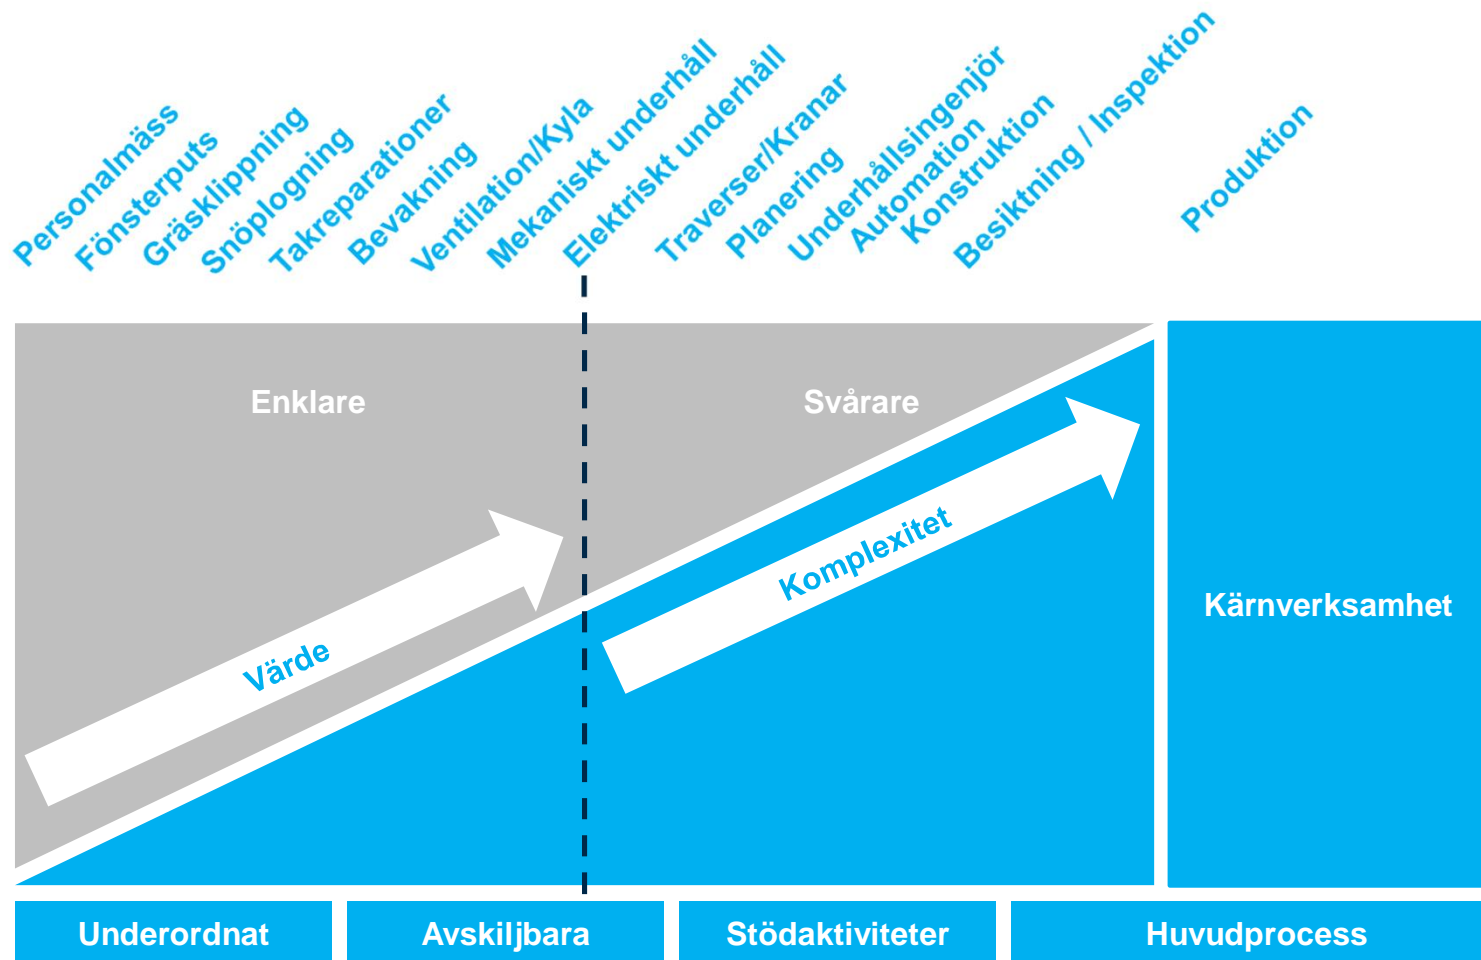 Personalmäss
Fönsterputs
Gräsklippning
Snöplogning
Takreparationer
Bevakning
Ventilation/Kyla
Mekaniskt underhåll
Elektriskt underhåll
Traverser/Kranar
Planering
Underhållsingenjör
Automation
Konstruktion
Besiktning / Inspektion
Produktion
Enklare
Svårare
Värde
Komplexitet
Kärnverksamhet
Underordnat
Avskiljbara
Stödaktiviteter
Huvudprocess